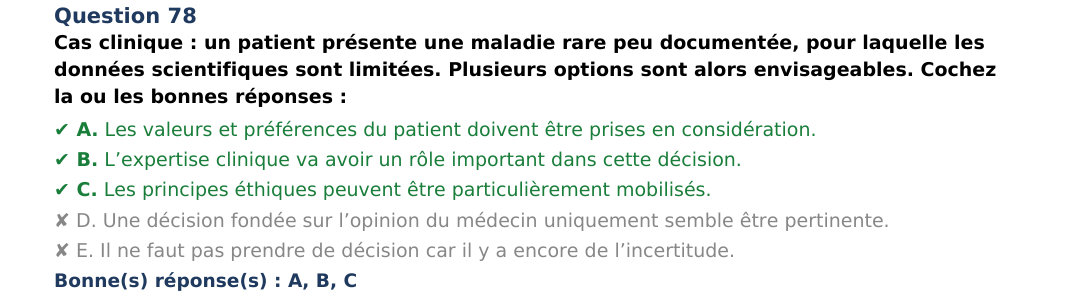 Question 78
Cas clinique : un patient présente une maladie rare peu documentée, pour laquelle les
données scientifiques sont limitées. Plusieurs options sont alors envisageables. Cochez
la ou les bonnes réponses :
✔ A. Les valeurs et préférences du patient doivent être prises en considération.
✔ B. L’expertise clinique va avoir un rôle important dans cette décision.
✔ C. Les principes éthiques peuvent être particulièrement mobilisés.
✘ D. Une décision fondée sur l’opinion du médecin uniquement semble être pertinente.
✘ E. Il ne faut pas prendre de décision car il y a encore de l’incertitude.
Bonne(s) réponse(s) : A, B, C